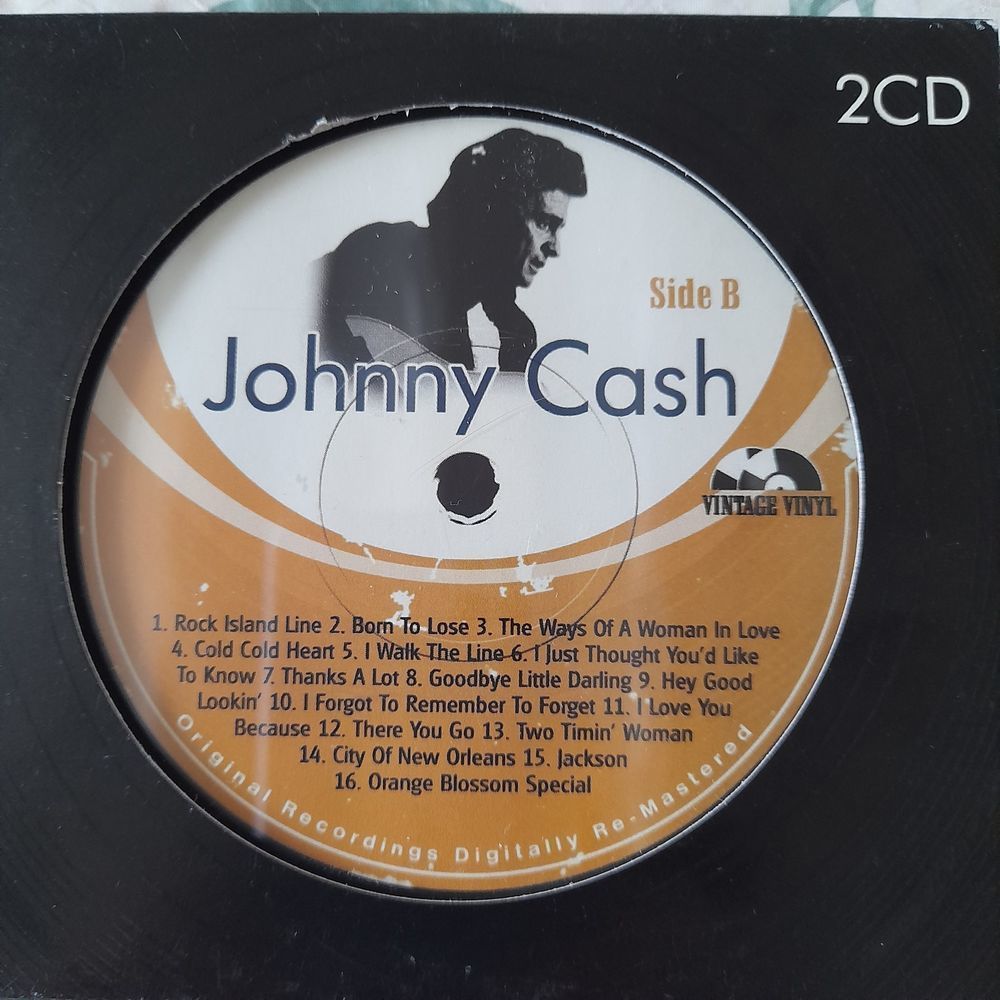 2CD
Side B
Johnny Cash
VINTAGE VINYL
1. Rock Island Line 2. Born To Lose 3. The Ways Of A Woman In Love
4. Cold Cold Heart 5. I Walk The Line 6. I Just Thought You'd Like
To Know 7. Thanks A Lot 8. Goodbye Little Darling 9. Hey Good
Lookin' 10. I Forgot To Remember To Forget 11. I Love You
Because 12. There You Go 13. Two Timin' Woman
14. City Of New Orleans 15. Jackson
16. Orange Blossom Special
Original Recordings Digitally Re-Mastered